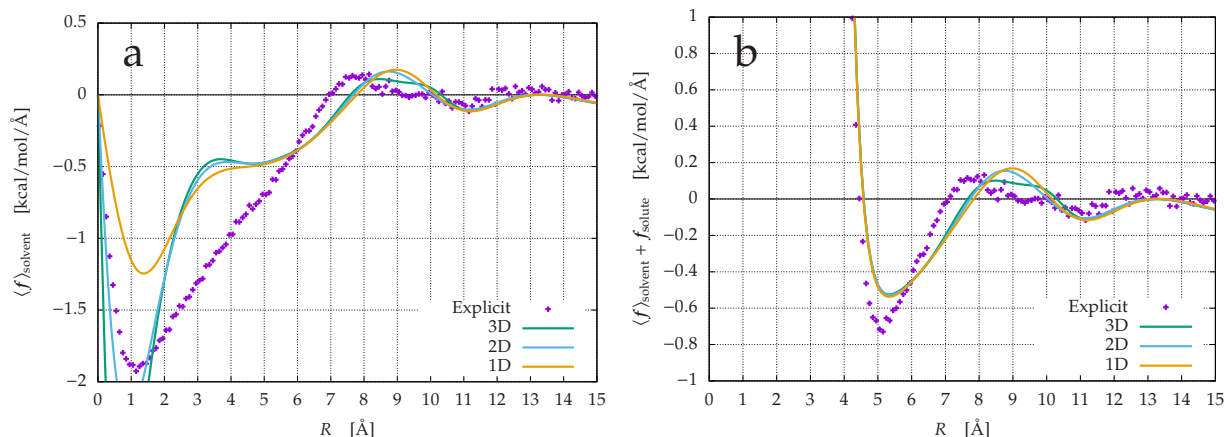 a
0.5
0
−0.5
−1
−1.5
−2
⟨f⟩solvent [kcal/mol/Å]
Explicit
3D
2D
1D
0 1 2 3 4 5 6 7 8 9 10 11 12 13 14 15
R [Å]
b
1
0.8
0.6
0.4
0.2
0
−0.2
−0.4
−0.6
−0.8
−1
⟨f⟩solvent + fsolute [kcal/mol/Å]
Explicit
3D
2D
1D
0 1 2 3 4 5 6 7 8 9 10 11 12 13 14 15
R [Å]